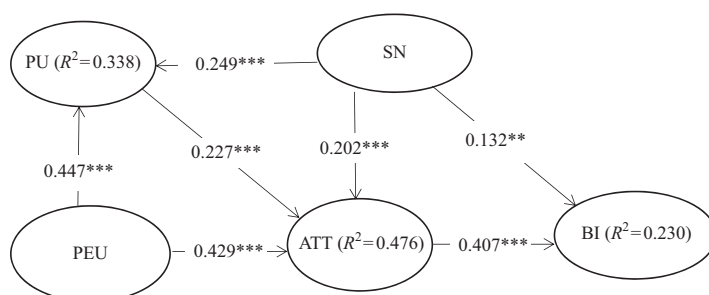 SN
PU (R²=0.338)
0.249***
0.227***
0.202***
0.132**
0.447***
PEU
0.429***
ATT (R²=0.476)
0.407***
BI (R²=0.230)